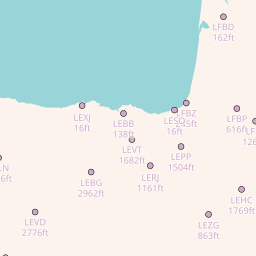 LFBD
162ft
LEXJ
16ft
LEBB
138ft
LESO
16ft
LFBZ
245ft
LFBP
616ft
LEVT
1682ft
LEPP
1504ft
LERJ
1161ft
LEBG
2962ft
LEHC
1769ft
LEVD
2776ft
LEZG
863ft